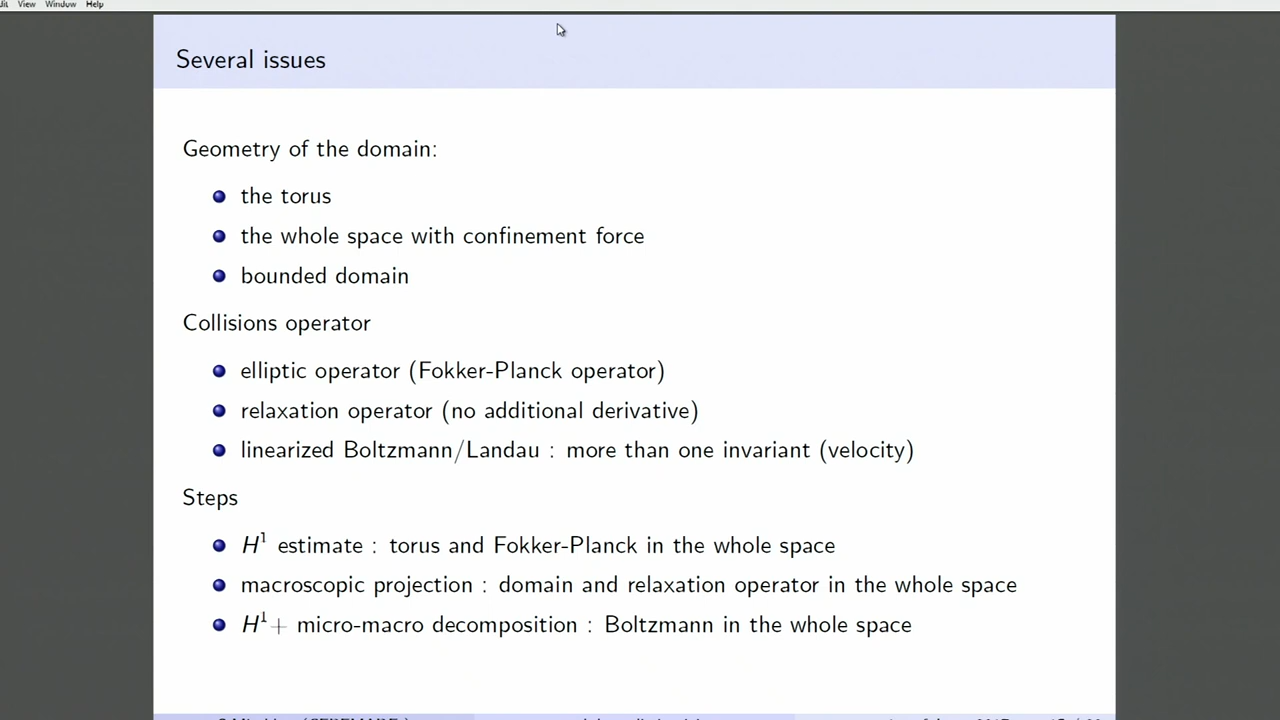 View Window Help
Several issues
Geometry of the domain:
the torus
the whole space with confinement force
bounded domain
Collisions operator
elliptic operator (Fokker-Planck operator)
relaxation operator (no additional derivative)
linearized Boltzmann/Landau : more than one invariant (velocity)
Steps
H¹ estimate : torus and Fokker-Planck in the whole space
macroscopic projection : domain and relaxation operator in the whole space
H¹+ micro-macro decomposition : Boltzmann in the whole space